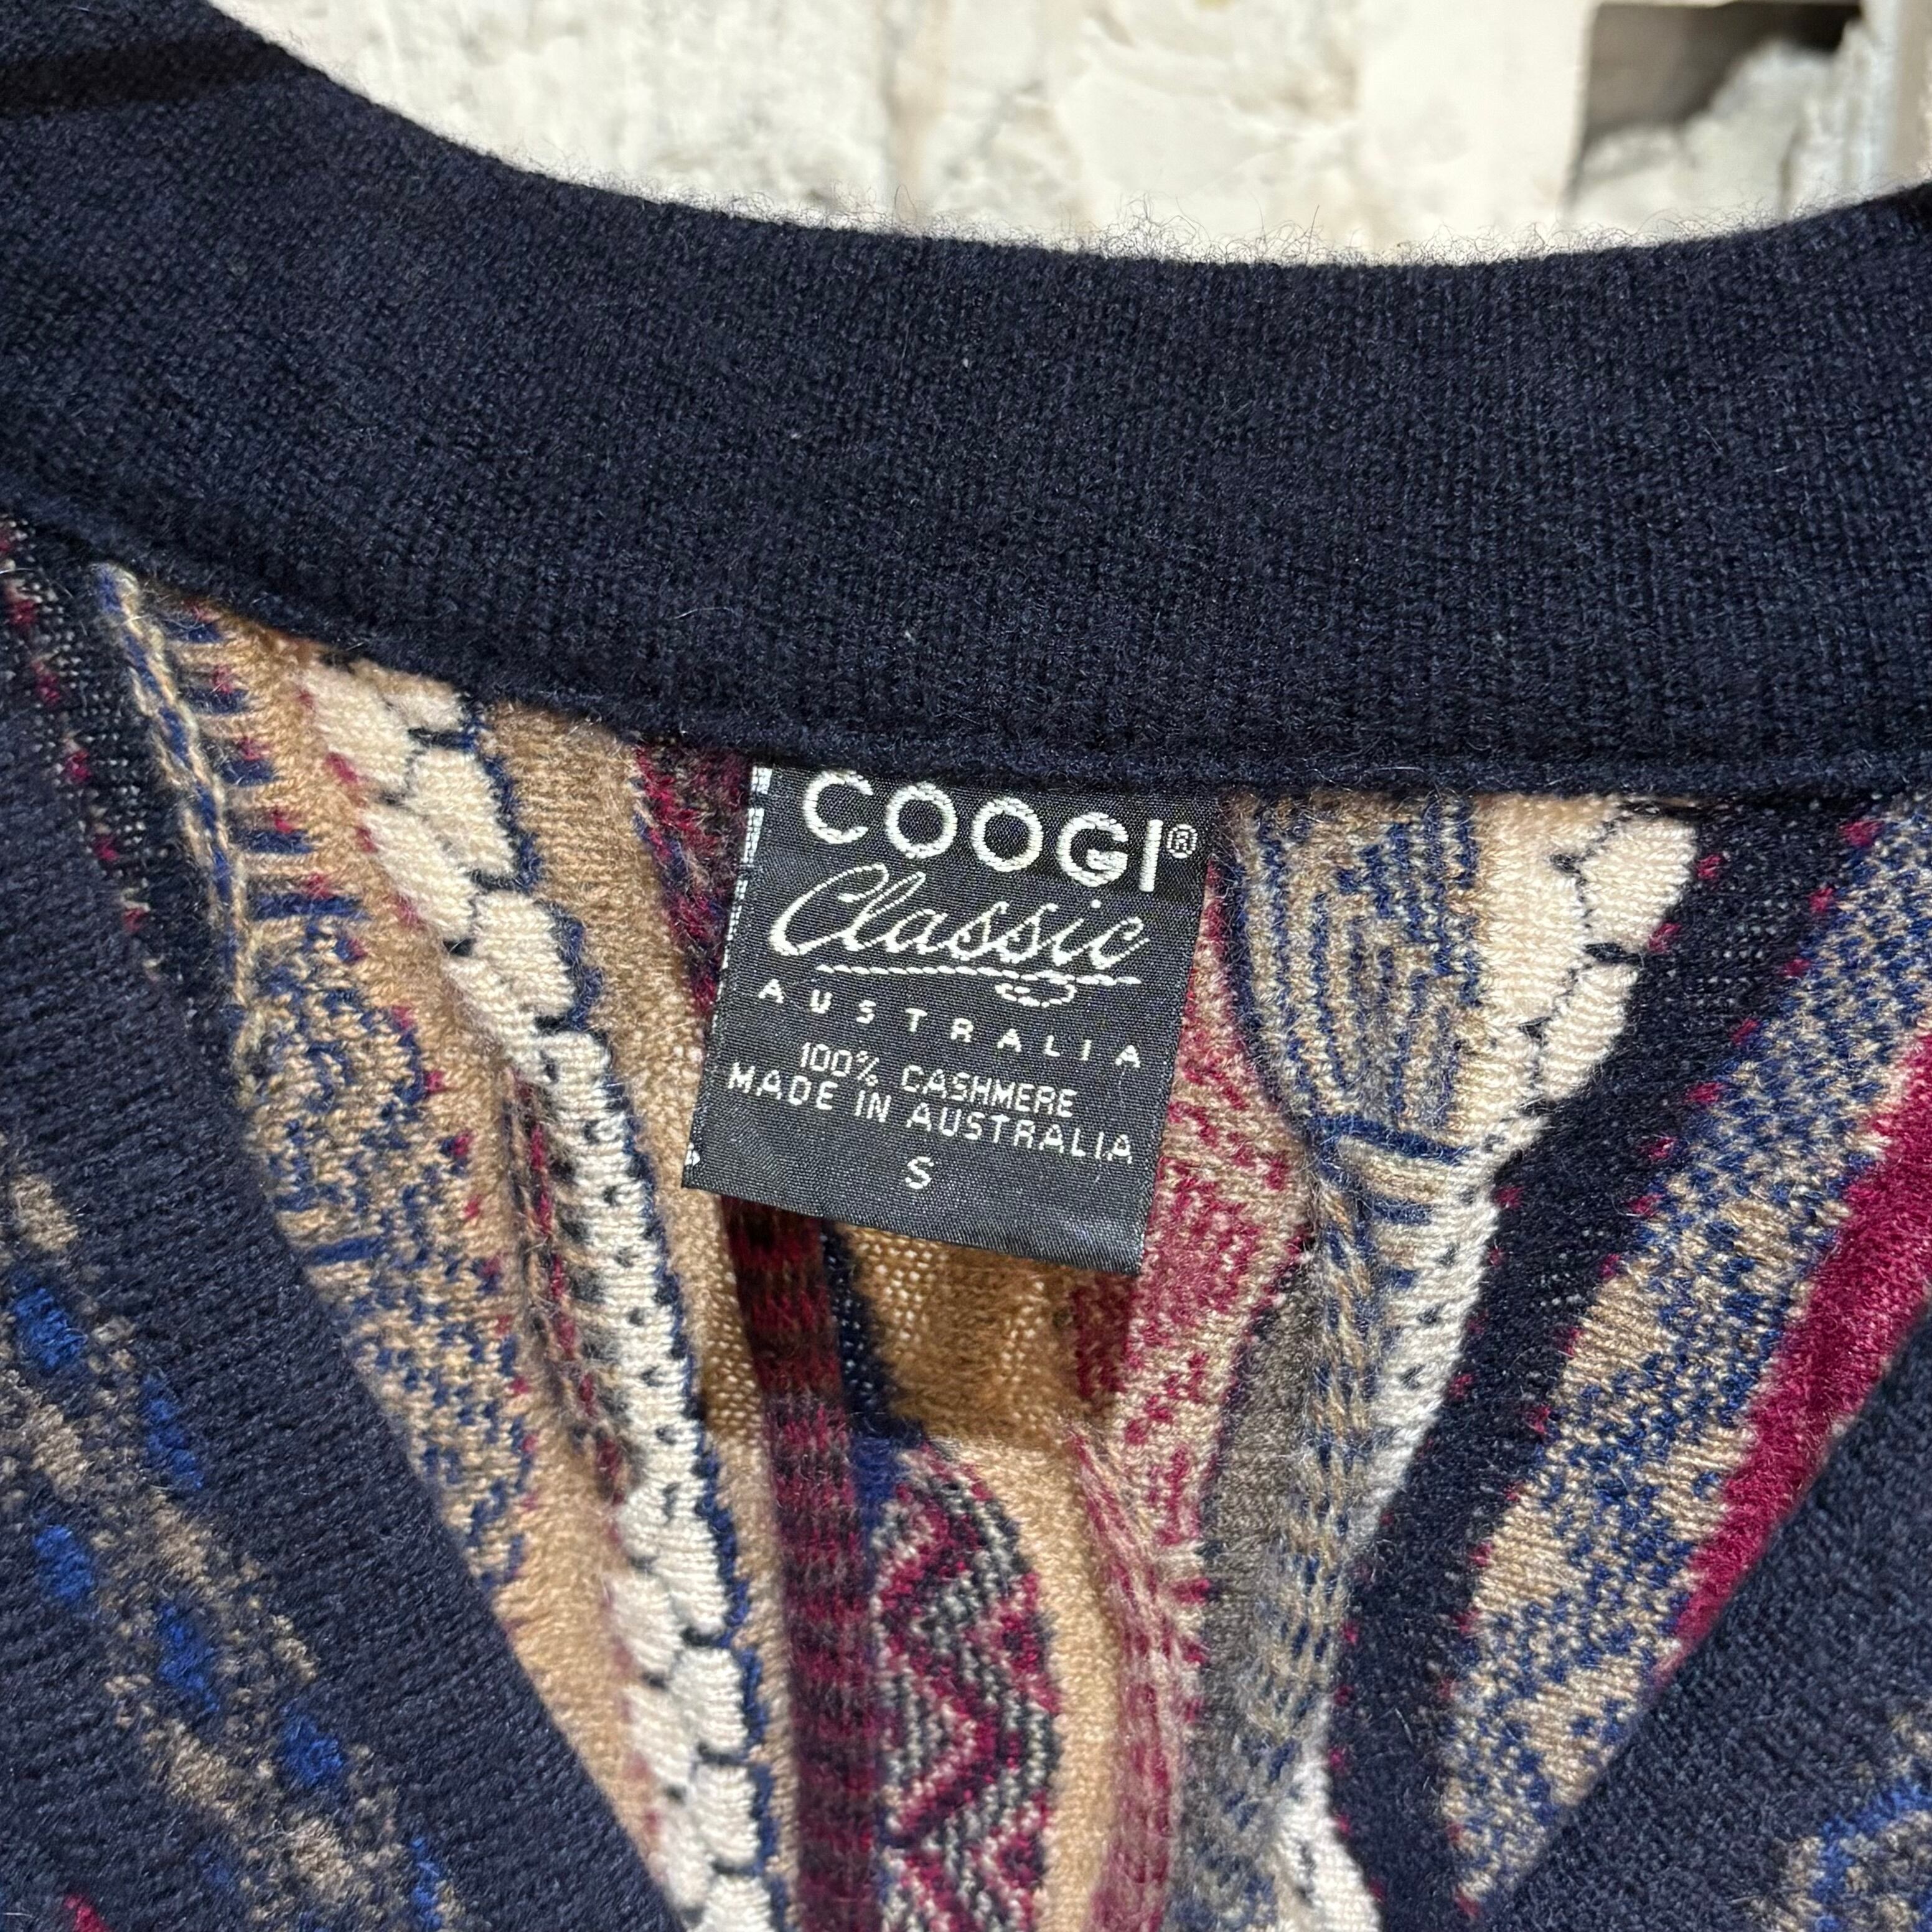 COOGI®
Classic
AUSTRALIA
100% CASHMERE
MADE IN AUSTRALIA
S